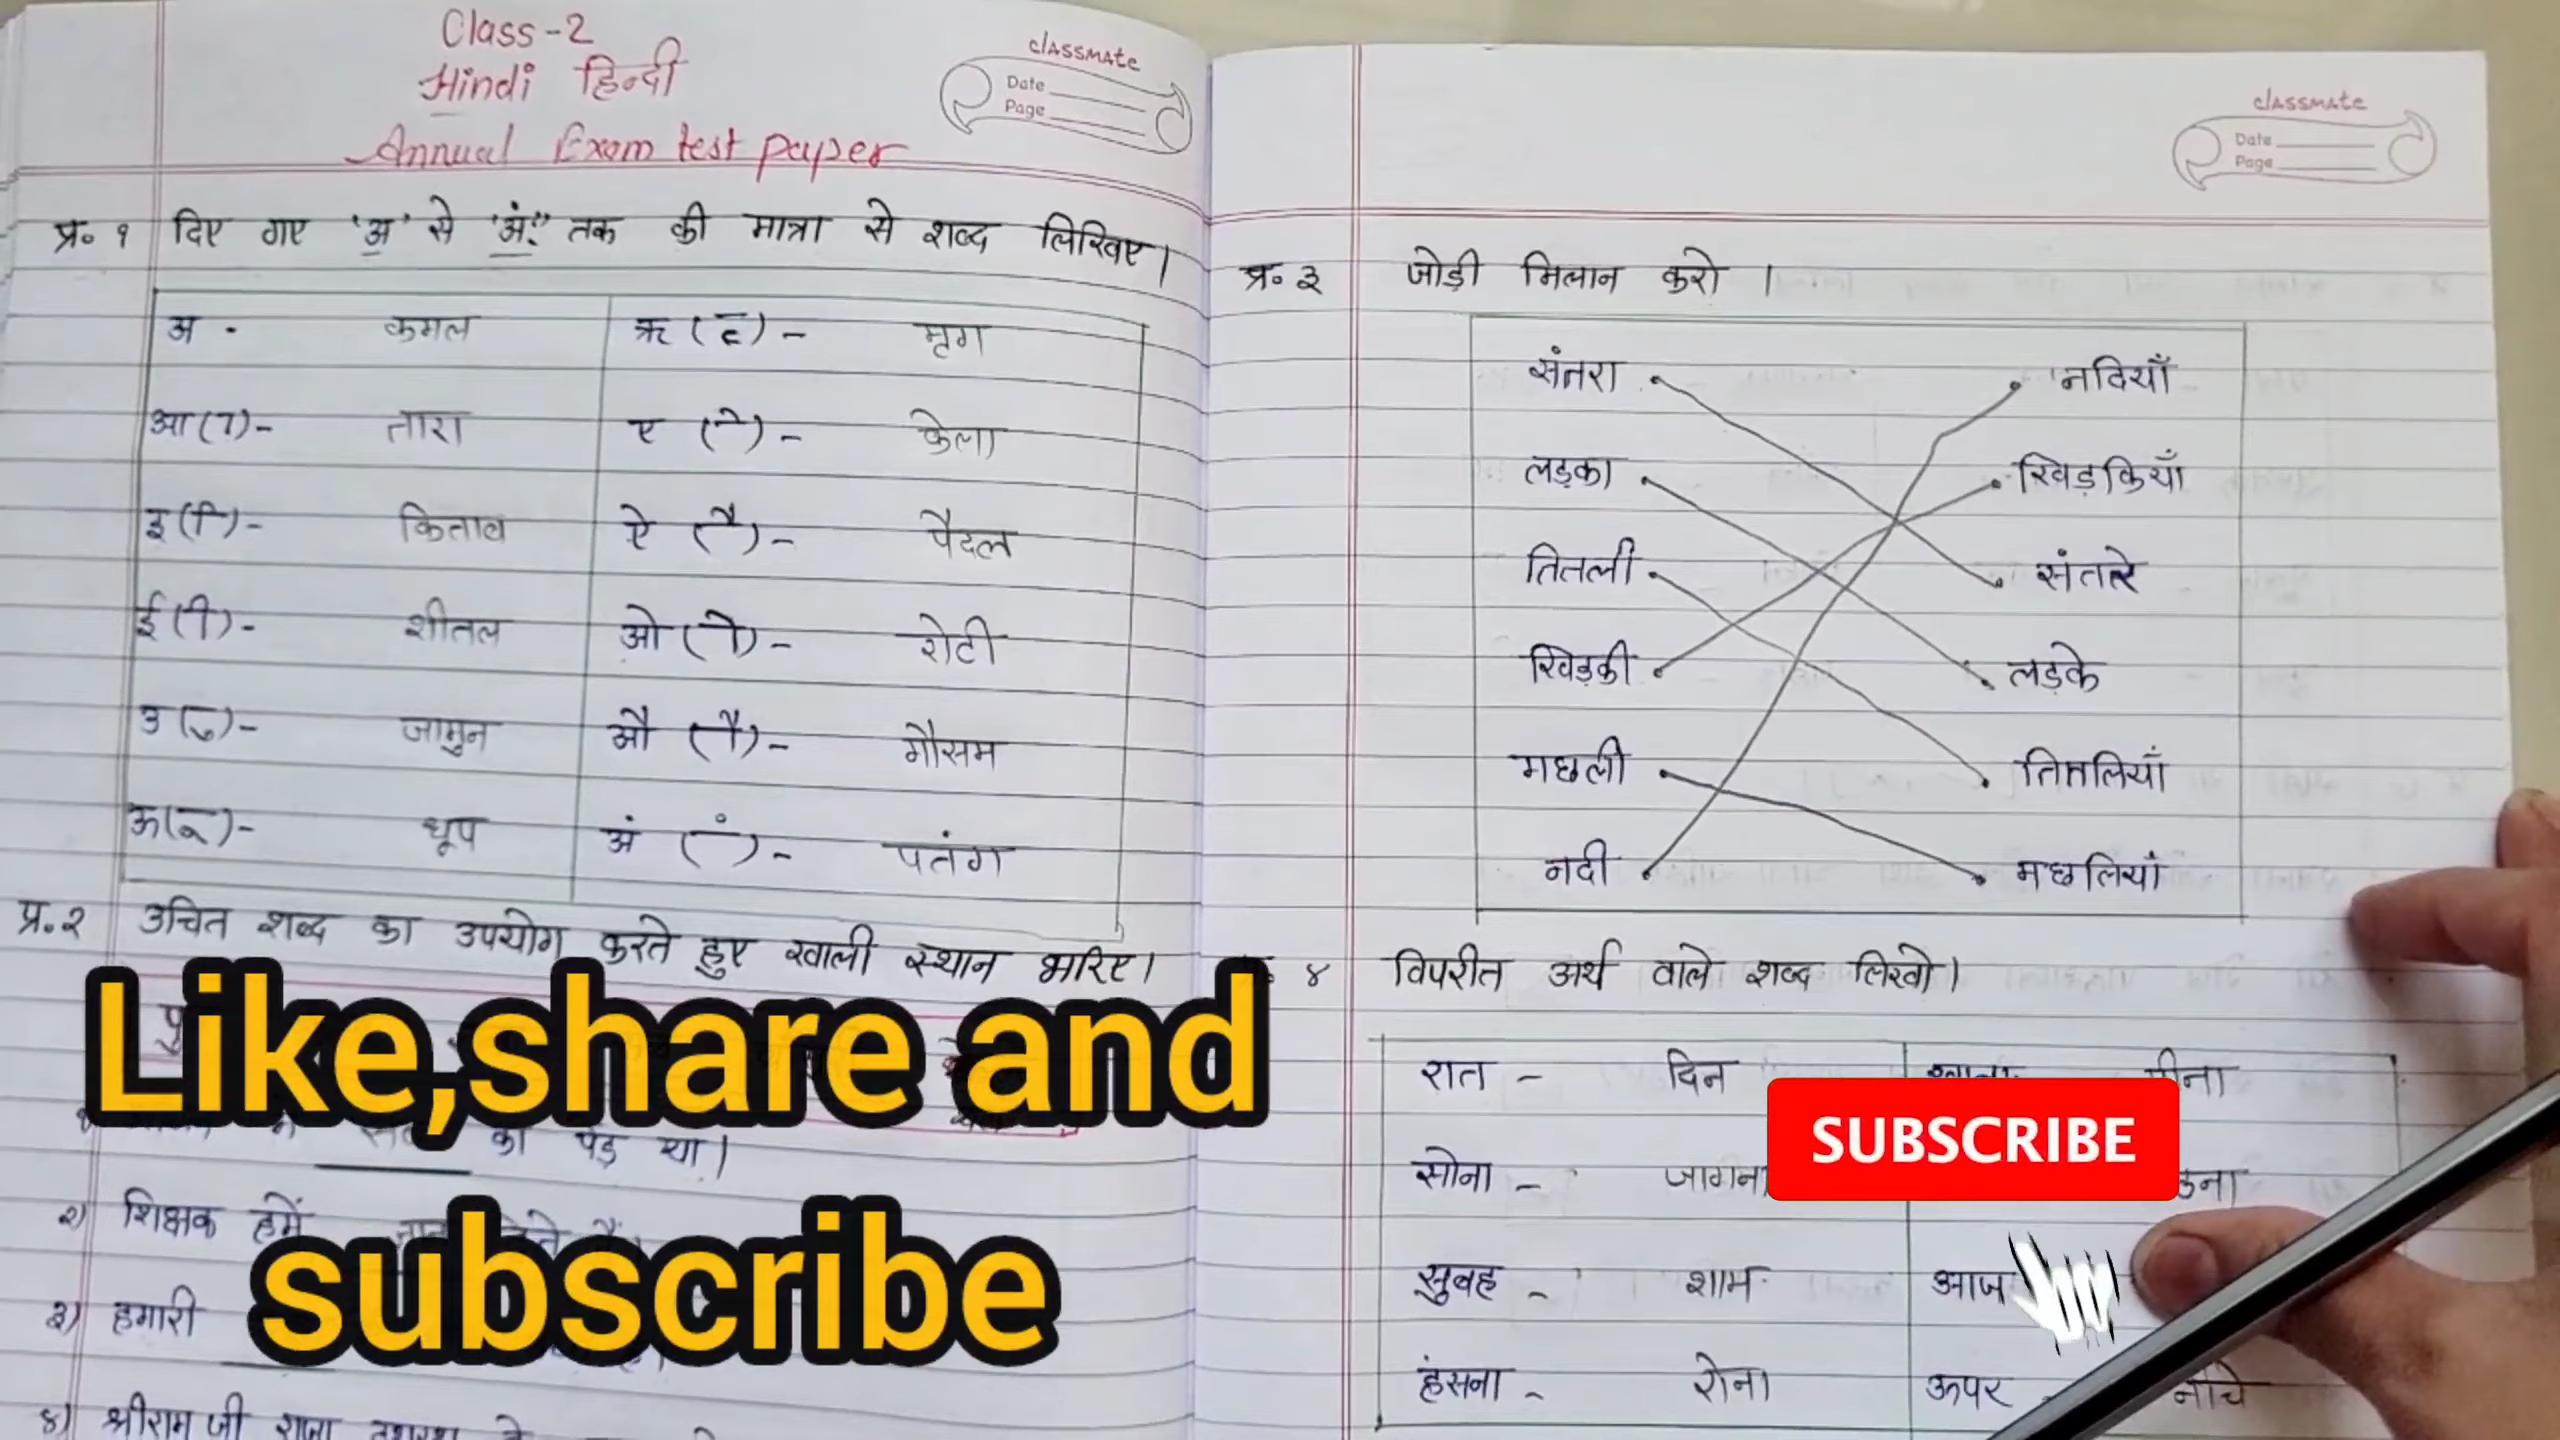 Class-2
Hindi हिन्दी
Annual Exam test paper
classmate
Date
Page
प्र॰ १ दिए गए 'अ' से 'अं:' तक की मात्रा से शब्द लिखिए।
अ - कमल ऋ (ृ) - मृग
आ (ा) - तारा ए (े) - केला
इ (ि) - किताब ऐ (ै) - पैदल
ई (ी) - शीतल ओ (ो) - रोटी
उ (ु) - जामुन औ (ौ) - मौसम
ऊ (ू) - धूप अं (ं) - पतंग
प्र॰ २ उचित शब्द का उपयोग करते हुए खाली स्थान भरिए।
का पेड़ था।
२) शिक्षक हमें
३) हमारी
४) श्रीराम जी राजा
classmate
Date
Page
प्र॰ ३ जोड़ी मिलान करो।
संतरा नदियाँ
लड़का खिड़कियाँ
तितली संतरे
खिड़की लड़के
मछली तितलियाँ
नदी मछलियाँ
४ विपरीत अर्थ वाले शब्द लिखो।
रात - दिन
सोना - जागना
सुबह - शाम आज
हंसना - रोना ऊपर - नीचे
Like,share and
subscribe
SUBSCRIBE